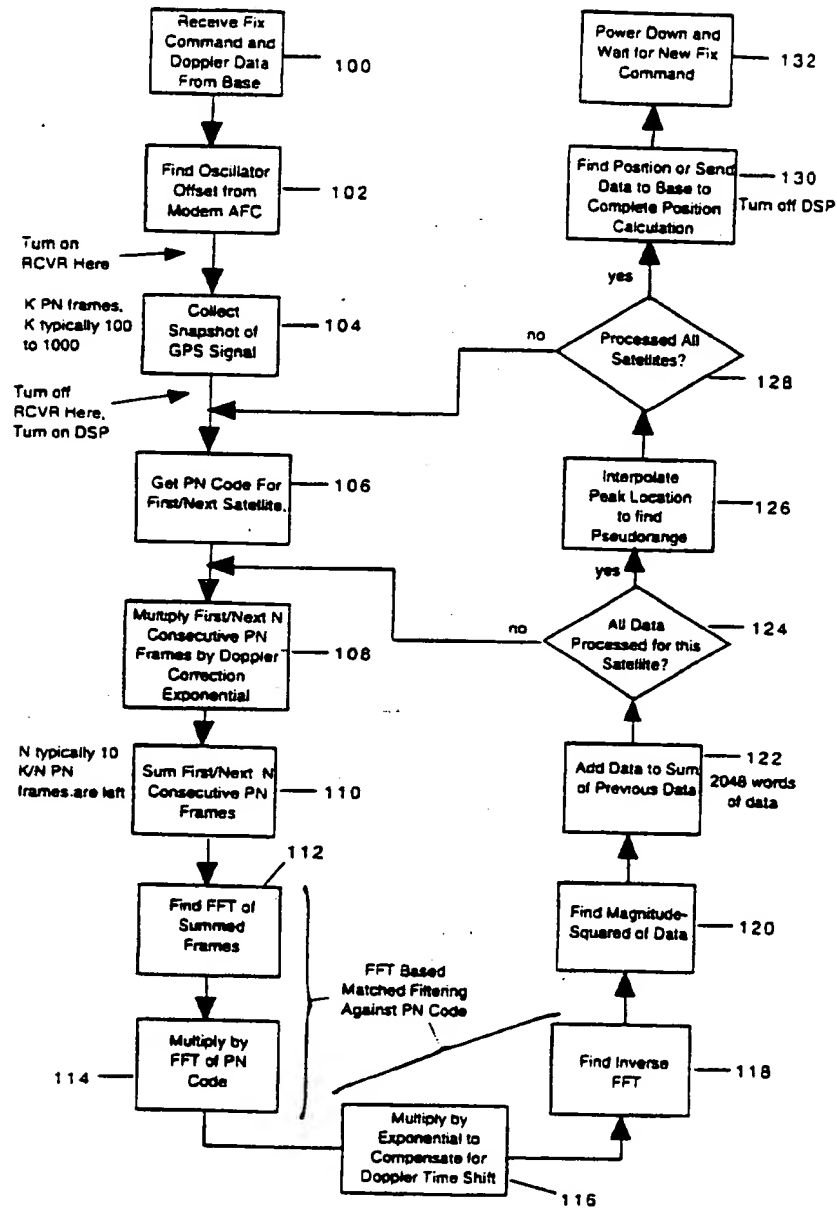 Receive Fix
Command and
Doppler Data
From Base
100
Find Oscillator
Offset from
Modem AFC
102
Turn on
RCVR Here
K PN frames,
K typically 100
to 1000
Collect
Snapshot of
GPS Signal
104
Turn off
RCVR Here,
Turn on DSP
Get PN Code For
First/Next Satellite.
106
Multiply First/Next N
Consecutive PN
Frames by Doppler
Correction
Exponential
108
N typically 10
K/N PN
frames are left
Sum First/Next N
Consecutive PN
Frames
110
112
Find FFT of
Summed
Frames
FFT Based
Matched Filtering
Against PN Code
Multiply by
FFT of PN
Code
114
Multiply by
Exponential to
Compensate for
Doppler Time Shift
116
Find Inverse
FFT
118
Find Magnitude-
Squared of Data
120
Add Data to Sum
of Previous Data
122
2048 words
of data
All Data
Processed for this
Satellite?
124
no
yes
Interpolate
Peak Location
to find
Pseudorange
126
Processed All
Satellites?
128
no
yes
Find Position or Send
Data to Base to
Complete Position
Calculation
130
Turn off DSP
Power Down and
Wait for New Fix
Command
132